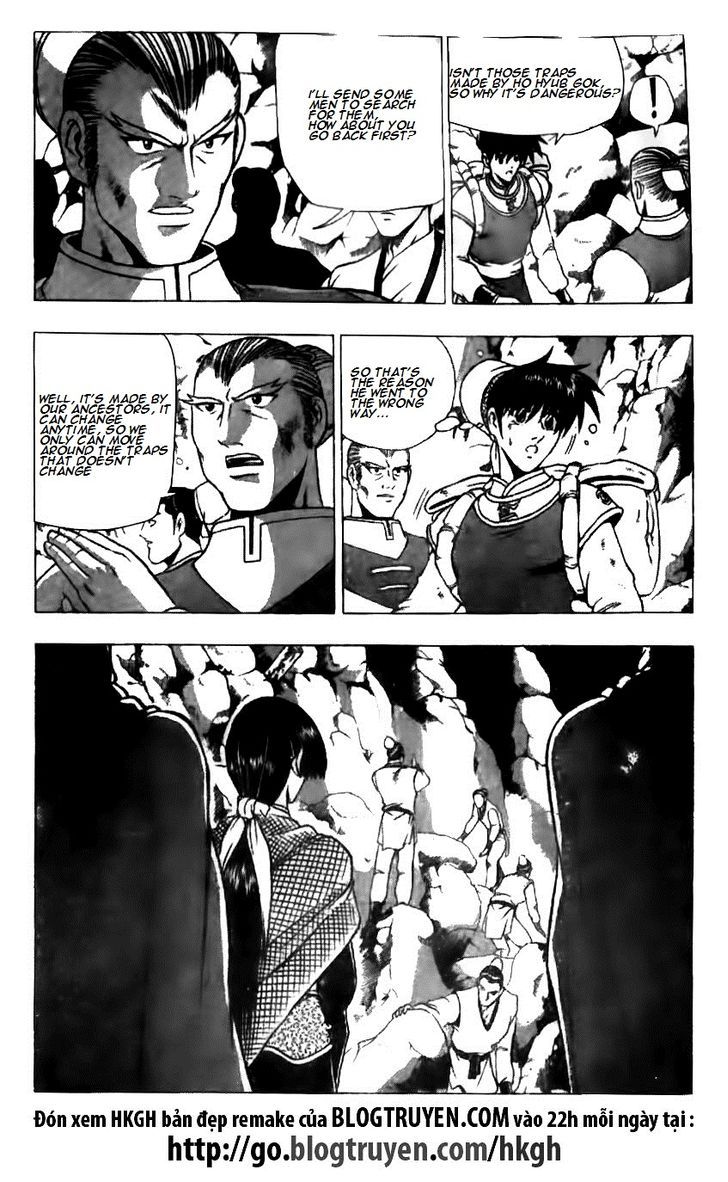 I'LL SEND SOME
MEN TO SEARCH
FOR THEM,
HOW ABOUT YOU
GO BACK FIRST?
ISN'T THOSE TRAPS
MADE BY HO HYUB GOK,
SO WHY IT'S DANGEROUS?
!
WELL, IT'S MADE BY
OUR ANCESTORS, IT
CAN CHANGE
ANYTIME, SO WE
ONLY CAN MOVE
AROUND THE TRAPS
THAT DOESN'T
CHANGE
SO THAT'S
THE REASON
HE WENT TO
THE WRONG
WAY...
Đón xem HKGH bản đẹp remake của BLOGTRUYEN.COM vào 22h mỗi ngày tại :
http://go.blogtruyen.com/hkgh